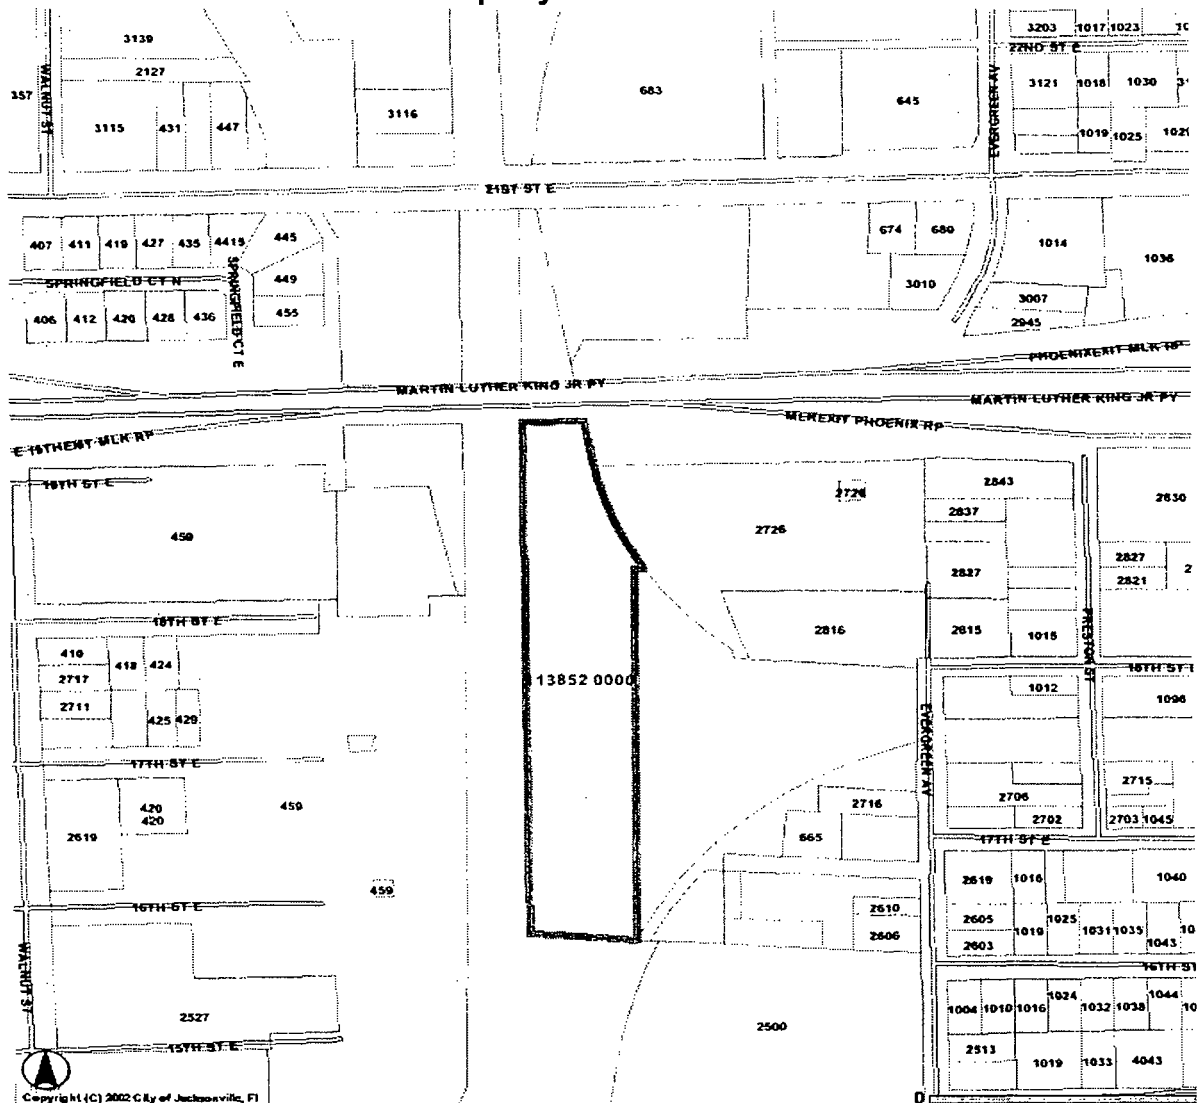 3139
3203 1017 1023
22ND ST E
2127
WALNUT ST
357
683
3121 1018 1030
645
3116
EVERGREEN AV
3115 431 447
1019 1025
21ST ST E
407 411 419 427 435 4415
445
674 680
1014
1036
SPRINGFIELD CT N
449
3010
SPRINGFIELD CT E
3007
406 412 420 428 436
455
2945
PHOENIXEXIT MLK RP
MARTIN LUTHER KING JR PY
MARTIN LUTHER KING JR PY
MLKEXIT PHOENIX RP
E 19THEXIT MLK RP
19TH ST E
2843
2726
2630
2837
459
2726
2827
2827
2821
18TH ST E
2816
2815
1015
PRESTON ST
410
418 424
2717
13852 0000
18TH ST E
1012
2711
425 429
1096
EVERGREEN AV
17TH ST E
2715
459
2716
2706
420
420
2619
665
2702
2703 1045
17TH ST E
2619 1016
1040
459
16TH ST E
2610
2605
1025
2606
1019
1031 1035
2603
1043
WALNUT ST
16TH ST
1024
1044
1004 1010 1016
1032 1038
2527
2500
15TH ST E
2513
1019 1033 4043
Copyright (C) 2002 City of Jacksonville, Fl